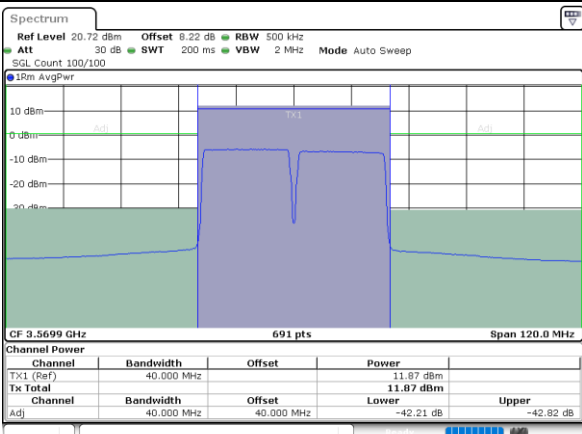 Spectrum
Ref Level 20.72 dBm Offset 8.22 dB RBW 500 kHz
Att 30 dB SWT 200 ms VBW 2 MHz Mode Auto Sweep
SGL Count 100/100
1Rm AvgPwr
10 dBm
TX1
Adj Adj
0 dBm
-10 dBm
-20 dBm
-30 dBm
CF 3.5699 GHz 691 pts Span 120.0 MHz
Channel Power
Channel Bandwidth Offset Power
TX1 (Ref) 40.000 MHz 11.87 dBm
Tx Total 11.87 dBm
Channel Bandwidth Offset Lower Upper
Adj 40.000 MHz 40.000 MHz -42.21 dB -42.82 dB